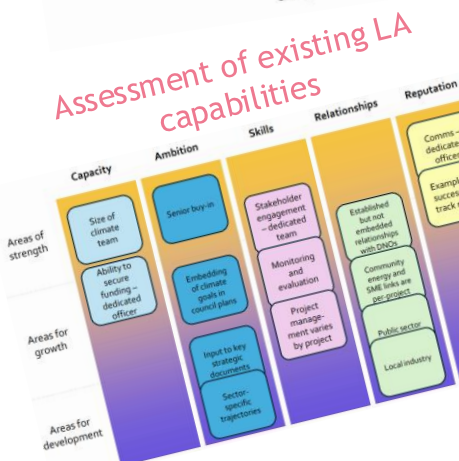 Assessment of existing LA
capabilities
Capacity
Ambition
Skills
Relationships
Reputation
Areas of
strength
Areas for
growth
Areas for
development
Size of
climate
team
Ability to
secure
funding –
dedicated
officer
Senior buy-in
Embedding
of climate
goals in
council plans
Input to key
strategic
documents
Sector-
specific
trajectories
Stakeholder
engagement
– dedicated
team
Monitoring
and
evaluation
Project
manage-
ment varies
by project
Established
but not
embedded
relationships
with DNOs
Community
energy and
SME links are
per-project
Public sector
Local industry
Comms –
dedicate
officer
Exampl
succes
track